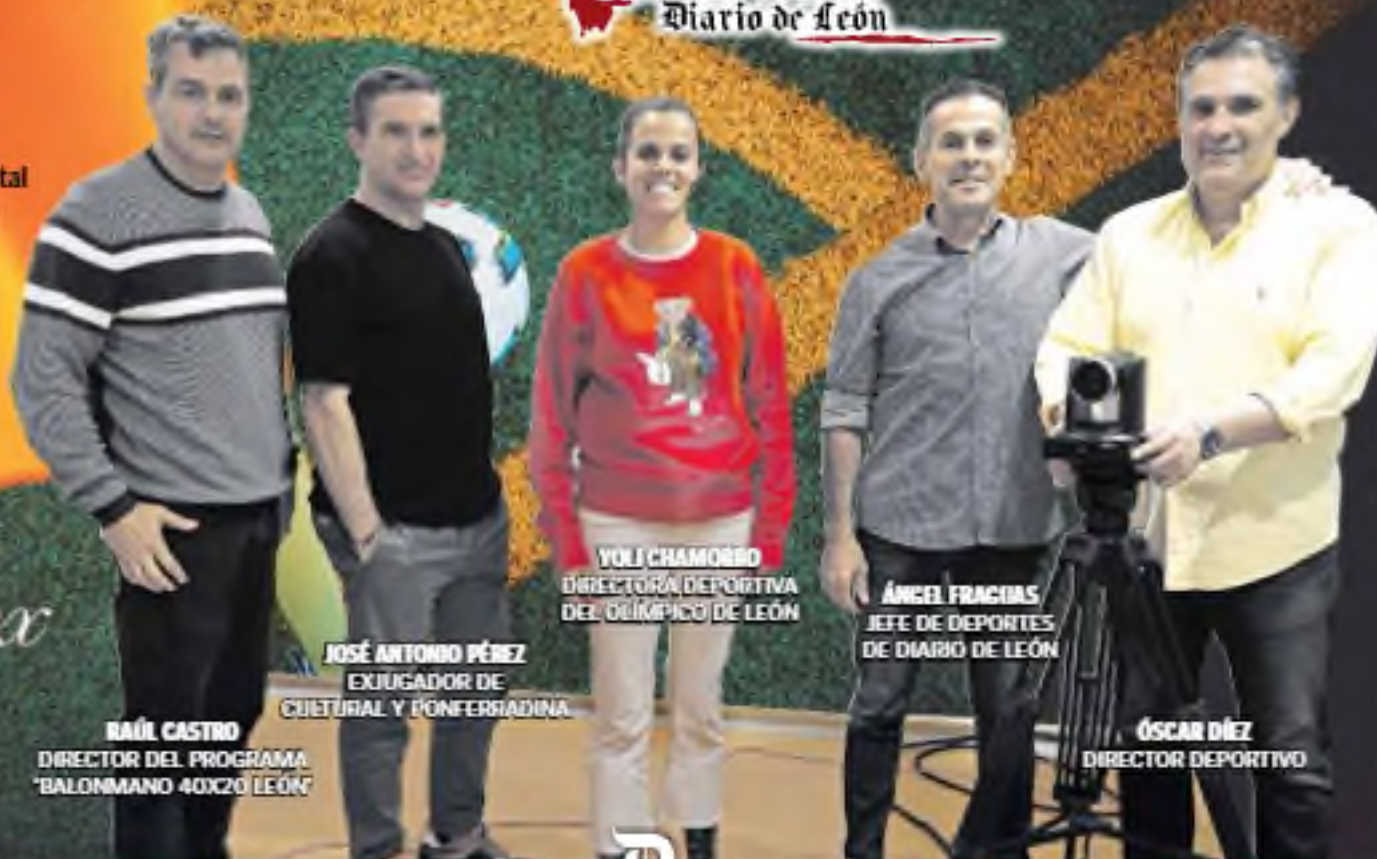 Diario de León
tal
x
YOLI CHAMORRO
DIRECTORA DEPORTIVA
DEL OLÍMPICO DE LEÓN
ÁNGEL FRAGUAS
JEFE DE DEPORTES
DE DIARIO DE LEÓN
JOSÉ ANTONIO PÉREZ
EXJUGADOR DE
CULTURAL Y PONFERRADINA
RAÚL CASTRO
DIRECTOR DEL PROGRAMA
"BALONMANO 40X20 LEÓN"
ÓSCAR DÍEZ
DIRECTOR DEPORTIVO